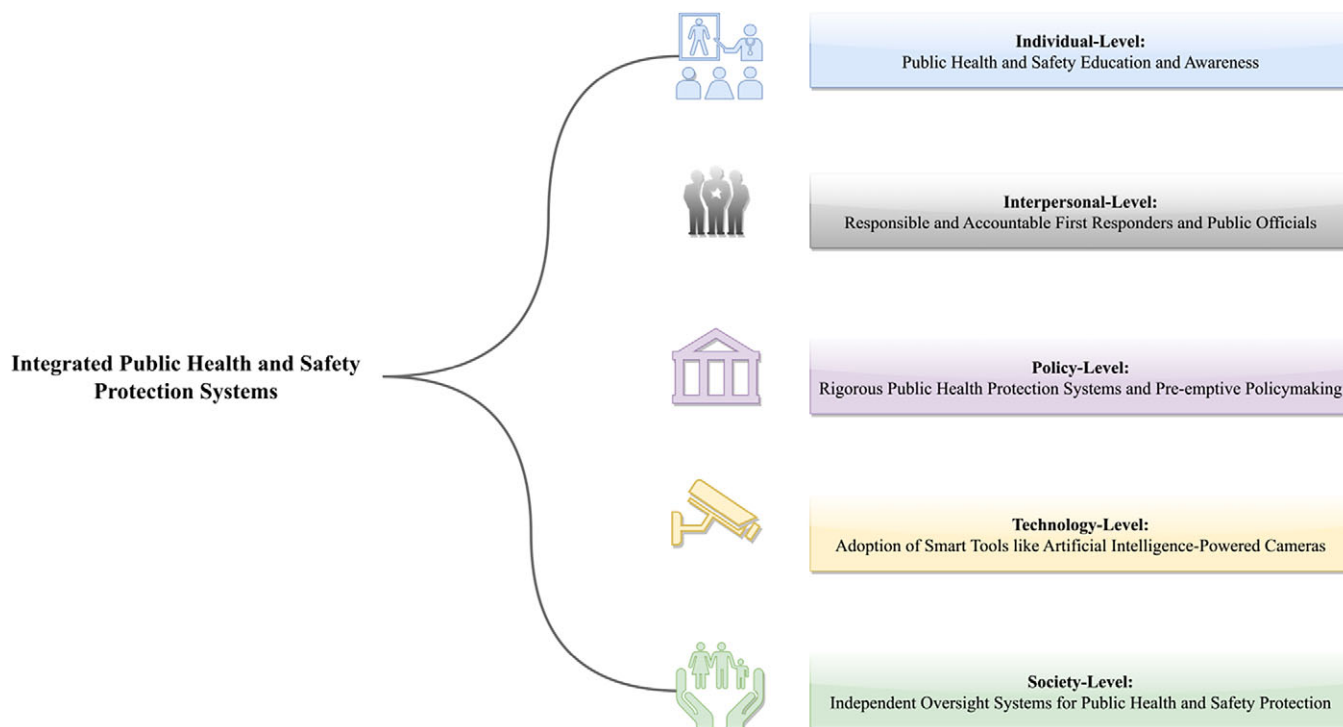 Individual-Level:
Public Health and Safety Education and Awareness
Interpersonal-Level:
Responsible and Accountable First Responders and Public Officials
Integrated Public Health and Safety
Protection Systems
Policy-Level:
Rigorous Public Health Protection Systems and Pre-emptive Policymaking
Technology-Level:
Adoption of Smart Tools like Artificial Intelligence-Powered Cameras
Society-Level:
Independent Oversight Systems for Public Health and Safety Protection